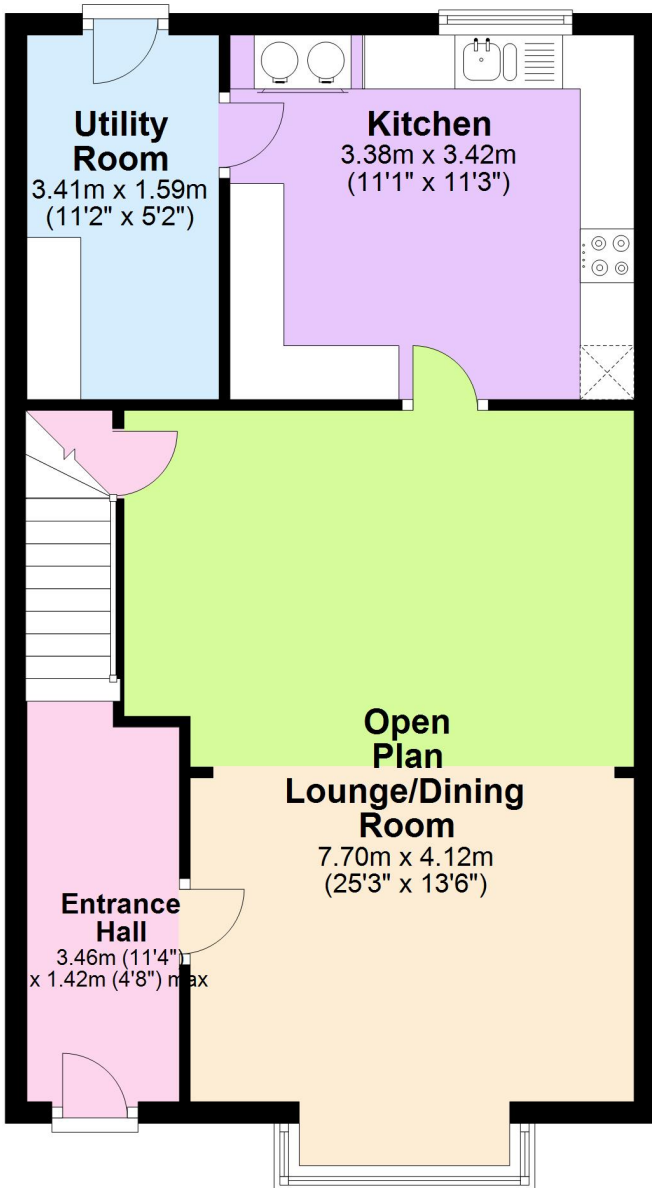 Utility
Room
3.41m x 1.59m
(11'2" x 5'2")
Kitchen
3.38m x 3.42m
(11'1" x 11'3")
Open
Plan
Lounge/Dining
Room
7.70m x 4.12m
(25'3" x 13'6")
Entrance
Hall
3.46m (11'4")
x 1.42m (4'8") max